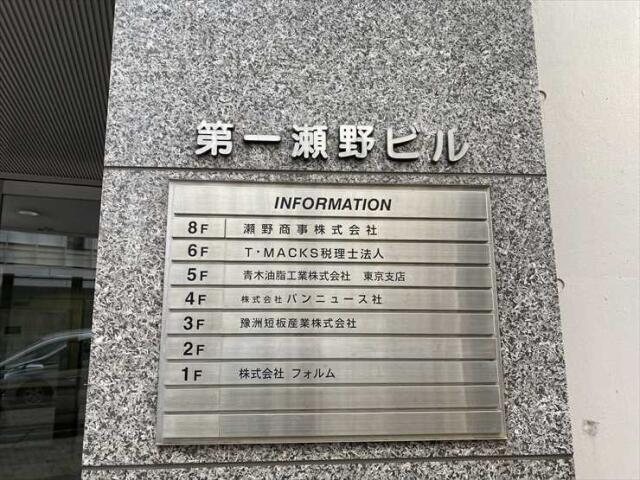 第一瀬野ビル
INFORMATION
8F 瀬野商事株式会社
6F T・MACKS税理士法人
5F 青木油脂工業株式会社 東京支店
4F 株式会社 パンニュース社
3F 豫洲短板産業株式会社
2F
1F 株式会社 フォルム